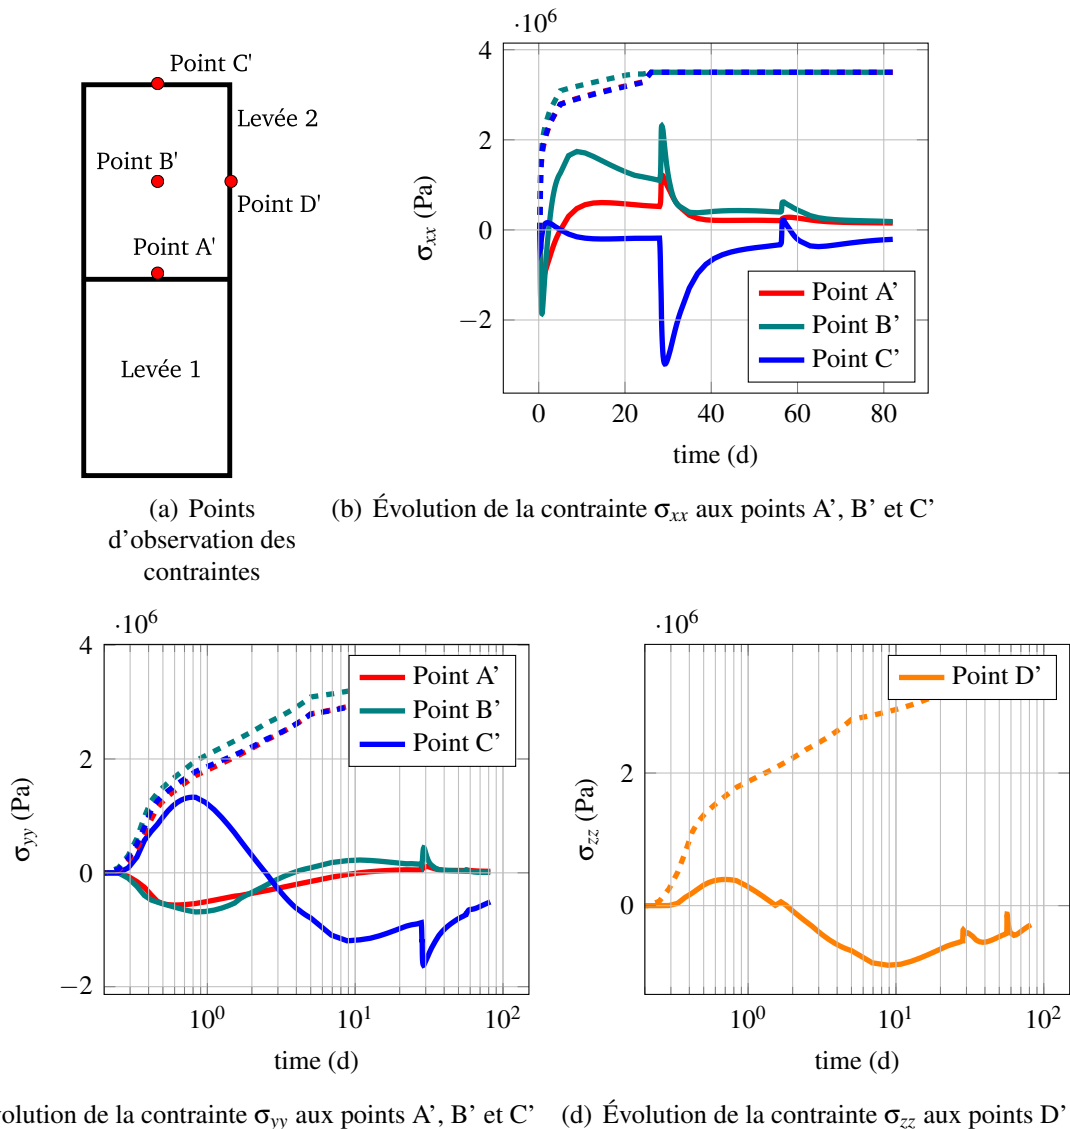 Point C'
Levée 2
Point B'
Point D'
Point A'
Levée 1
(a) Points
d’observation des
contraintes
·10⁶
4
2
0
−2
σxx (Pa)
0
20
40
60
80
time (d)
Point A’
Point B’
Point C’
(b) Évolution de la contrainte σxx aux points A’, B’ et C’
·10⁶
4
2
0
−2
σyy (Pa)
10⁰
10¹
10²
time (d)
Point A’
Point B’
Point C’
volution de la contrainte σyy aux points A’, B’ et C’
·10⁶
2
0
σzz (Pa)
10⁰
10¹
10²
time (d)
Point D’
(d) Évolution de la contrainte σzz aux points D’